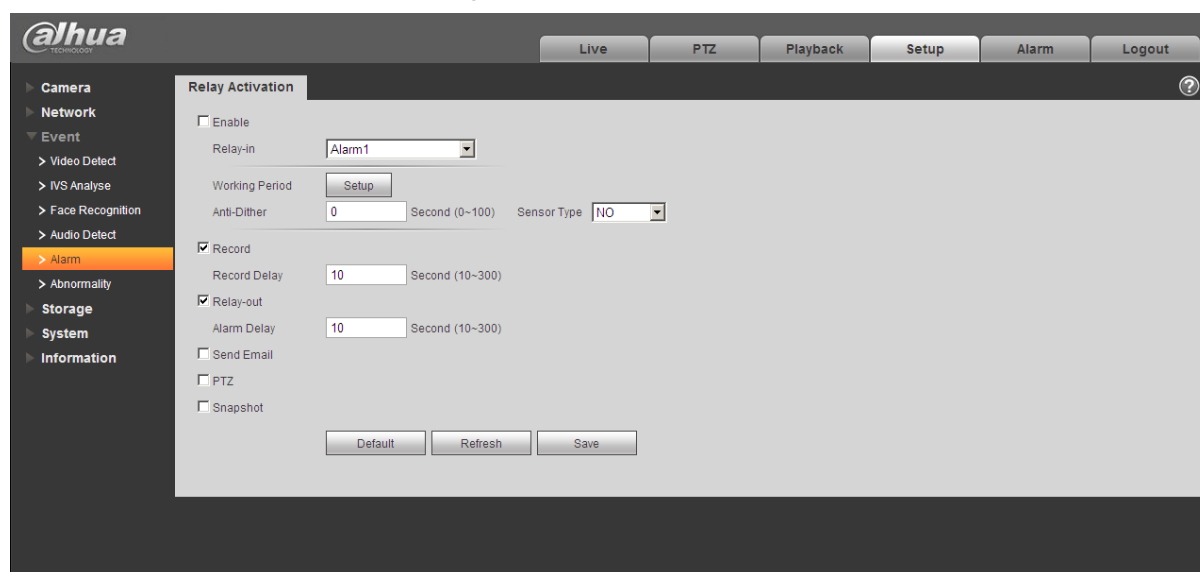 alhua
TECHNOLOGY
Live PTZ Playback Setup Alarm Logout
Camera
Network
Event
> Video Detect
> IVS Analyse
> Face Recognition
> Audio Detect
> Alarm
> Abnormality
Storage
System
Information
Relay Activation
?
Enable
Relay-in Alarm1
Working Period Setup
Anti-Dither 0 Second (0~100) Sensor Type NO
Record
Record Delay 10 Second (10~300)
Relay-out
Alarm Delay 10 Second (10~300)
Send Email
PTZ
Snapshot
Default Refresh Save